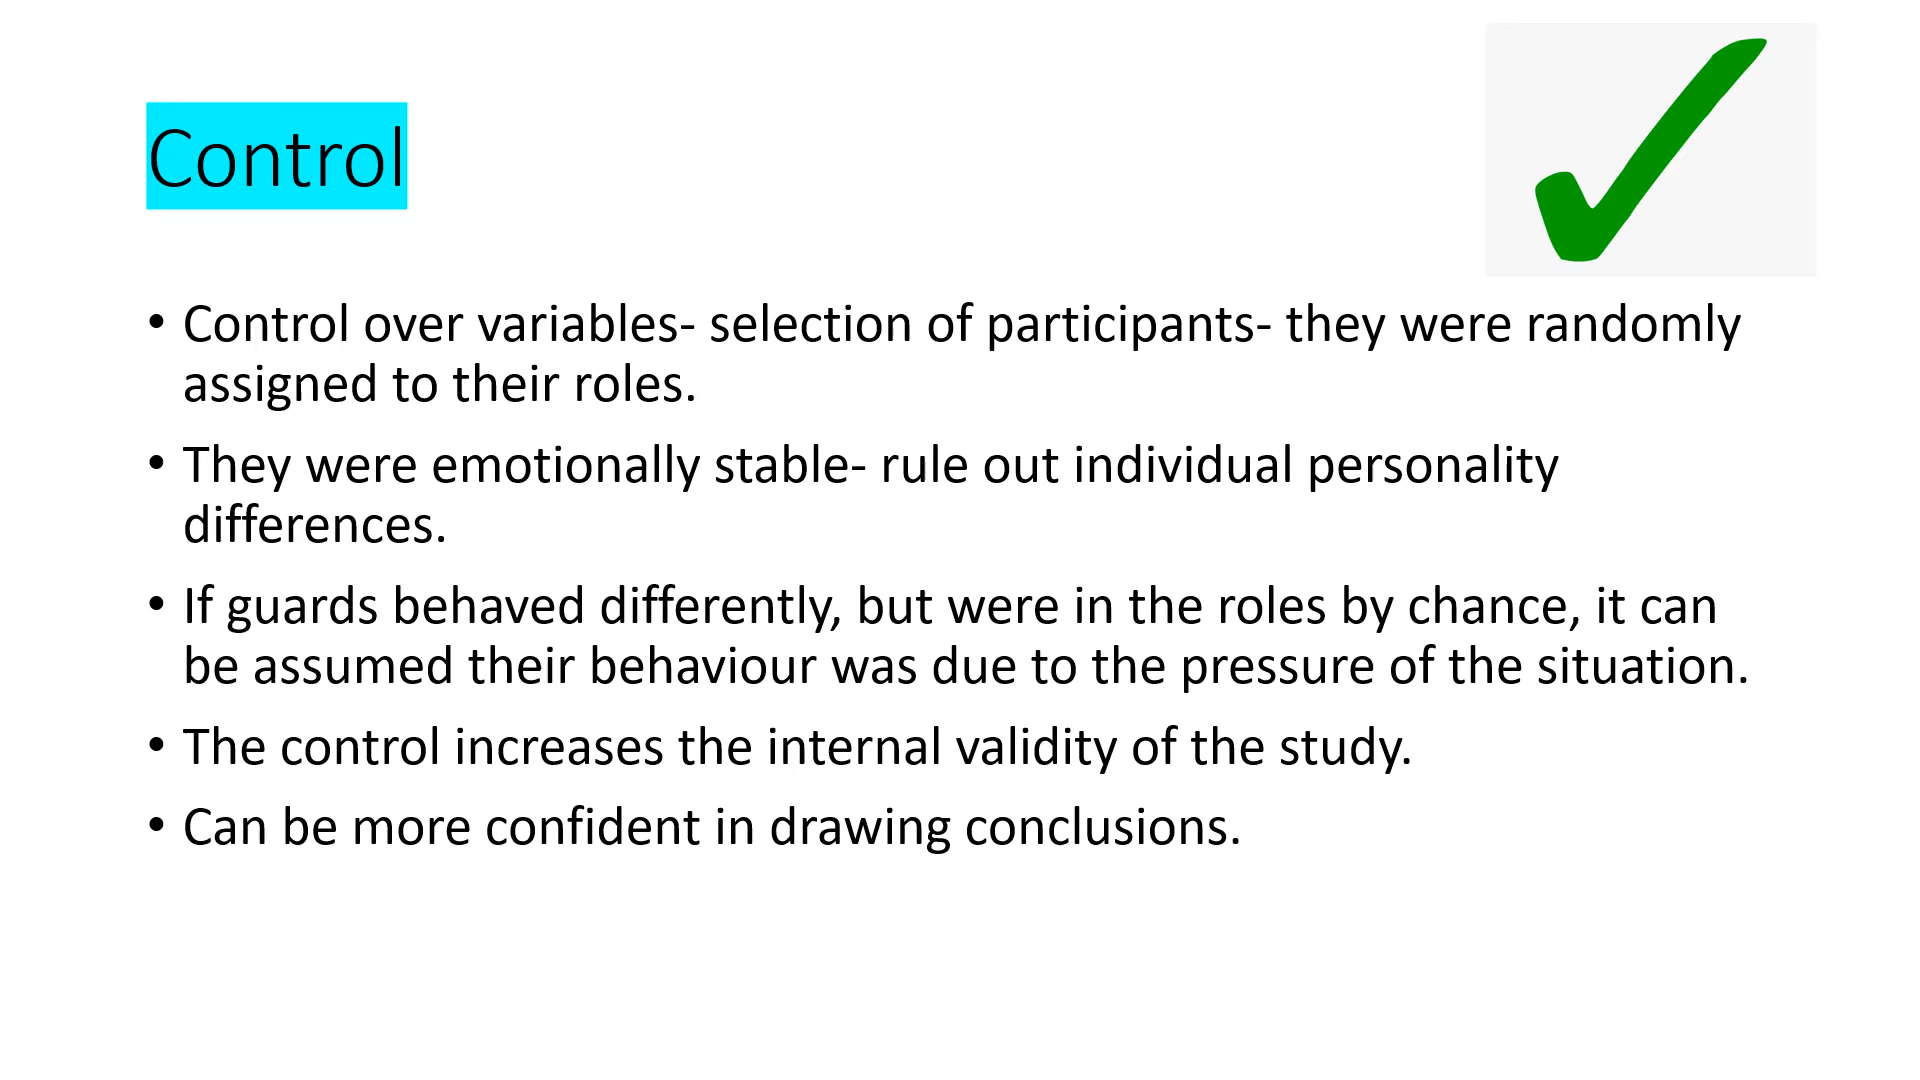 Control
• Control over variables- selection of participants- they were randomly
assigned to their roles.
• They were emotionally stable- rule out individual personality
differences.
• If guards behaved differently, but were in the roles by chance, it can
be assumed their behaviour was due to the pressure of the situation.
• The control increases the internal validity of the study.
• Can be more confident in drawing conclusions.